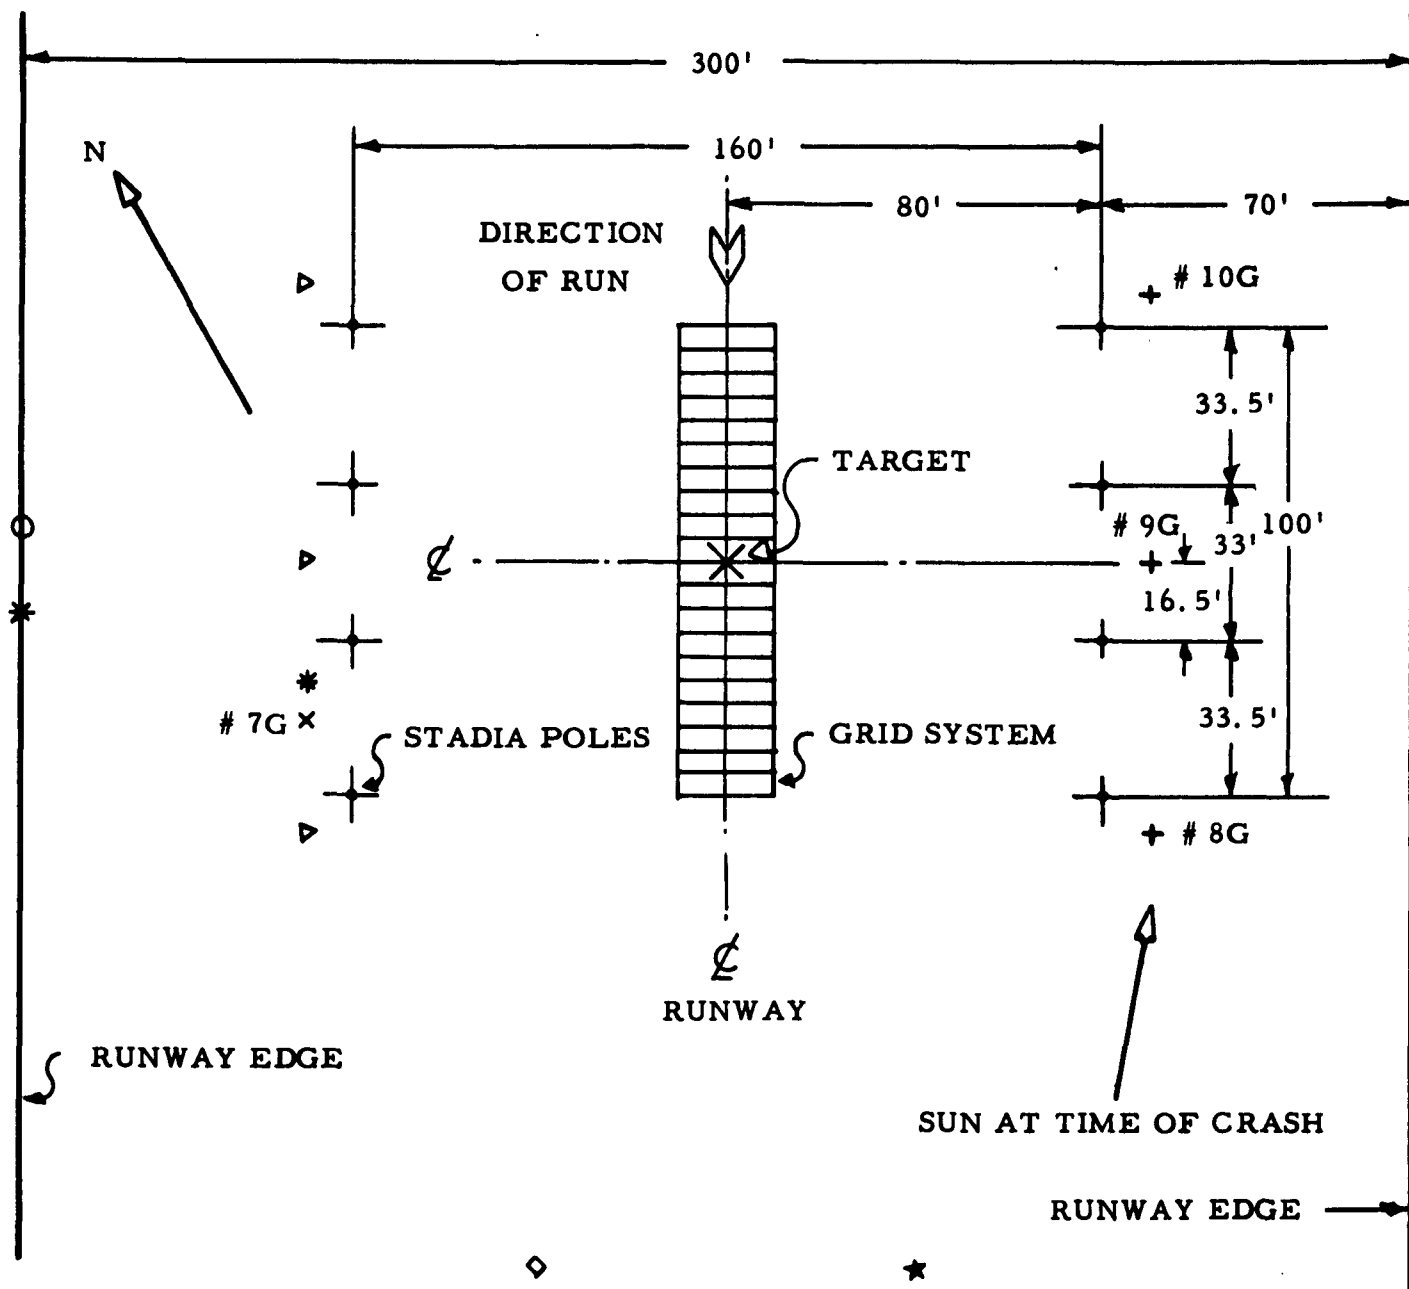 300'
N
160'
80'
70'
DIRECTION
OF RUN
# 10G
33.5'
TARGET
# 9G
33'
100'
℄
16.5'
# 7G
STADIA POLES
GRID SYSTEM
33.5'
# 8G
℄
RUNWAY
RUNWAY EDGE
SUN AT TIME OF CRASH
RUNWAY EDGE